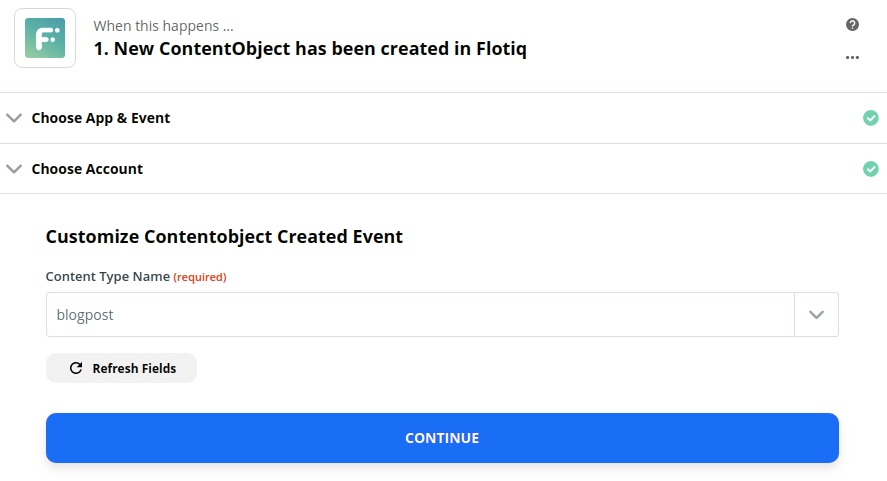 When this happens ...
1. New ContentObject has been created in Flotiq
Choose App & Event
Choose Account
Customize Contentobject Created Event
Content Type Name (required)
blogpost
Refresh Fields
CONTINUE